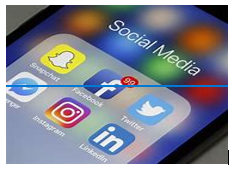 Social Media
Snapchat
Facebook
99
Twitter
Instagram
LinkedIn